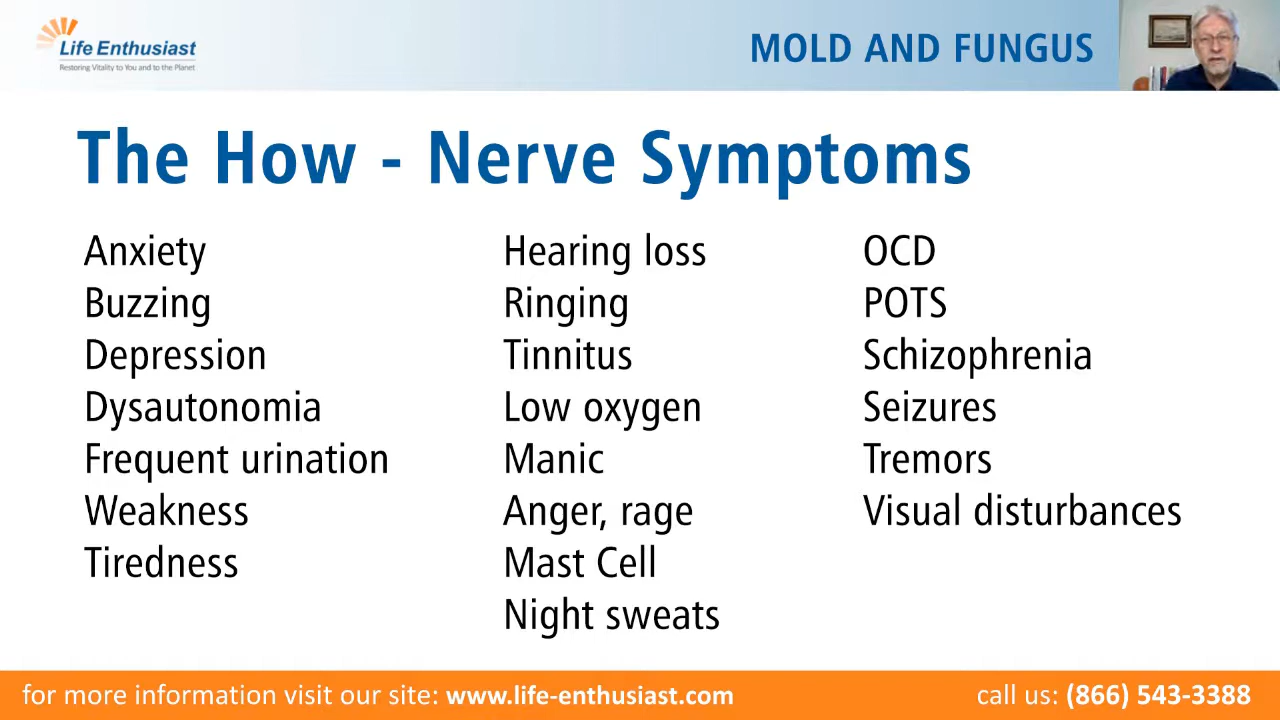 Life Enthusiast
Restoring Vitality to You and to the Planet
MOLD AND FUNGUS
The How - Nerve Symptoms
Anxiety
Buzzing
Depression
Dysautonomia
Frequent urination
Weakness
Tiredness
Hearing loss
Ringing
Tinnitus
Low oxygen
Manic
Anger, rage
Mast Cell
Night sweats
OCD
POTS
Schizophrenia
Seizures
Tremors
Visual disturbances
for more information visit our site: www.life-enthusiast.com
call us: (866) 543-3388